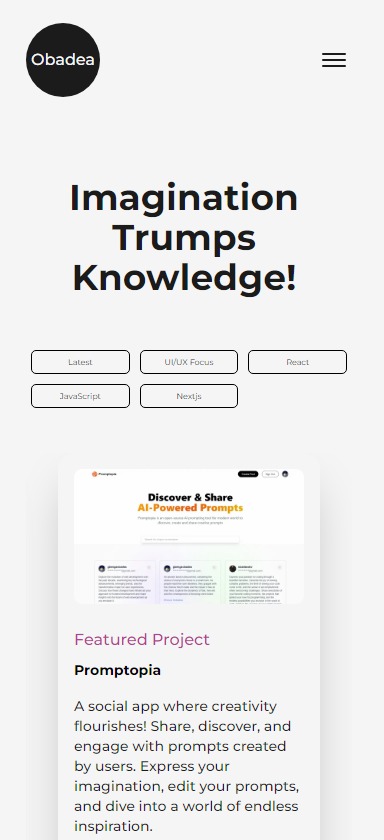 Obadea
Imagination
Trumps
Knowledge!
Latest
UI/UX Focus
React
JavaScript
Nextjs
Promptopia
Discover & Share
AI-Powered Prompts
Featured Project
Promptopia
A social app where creativity
flourishes! Share, discover, and
engage with prompts created
by users. Express your
imagination, edit your prompts,
and dive into a world of endless
inspiration.